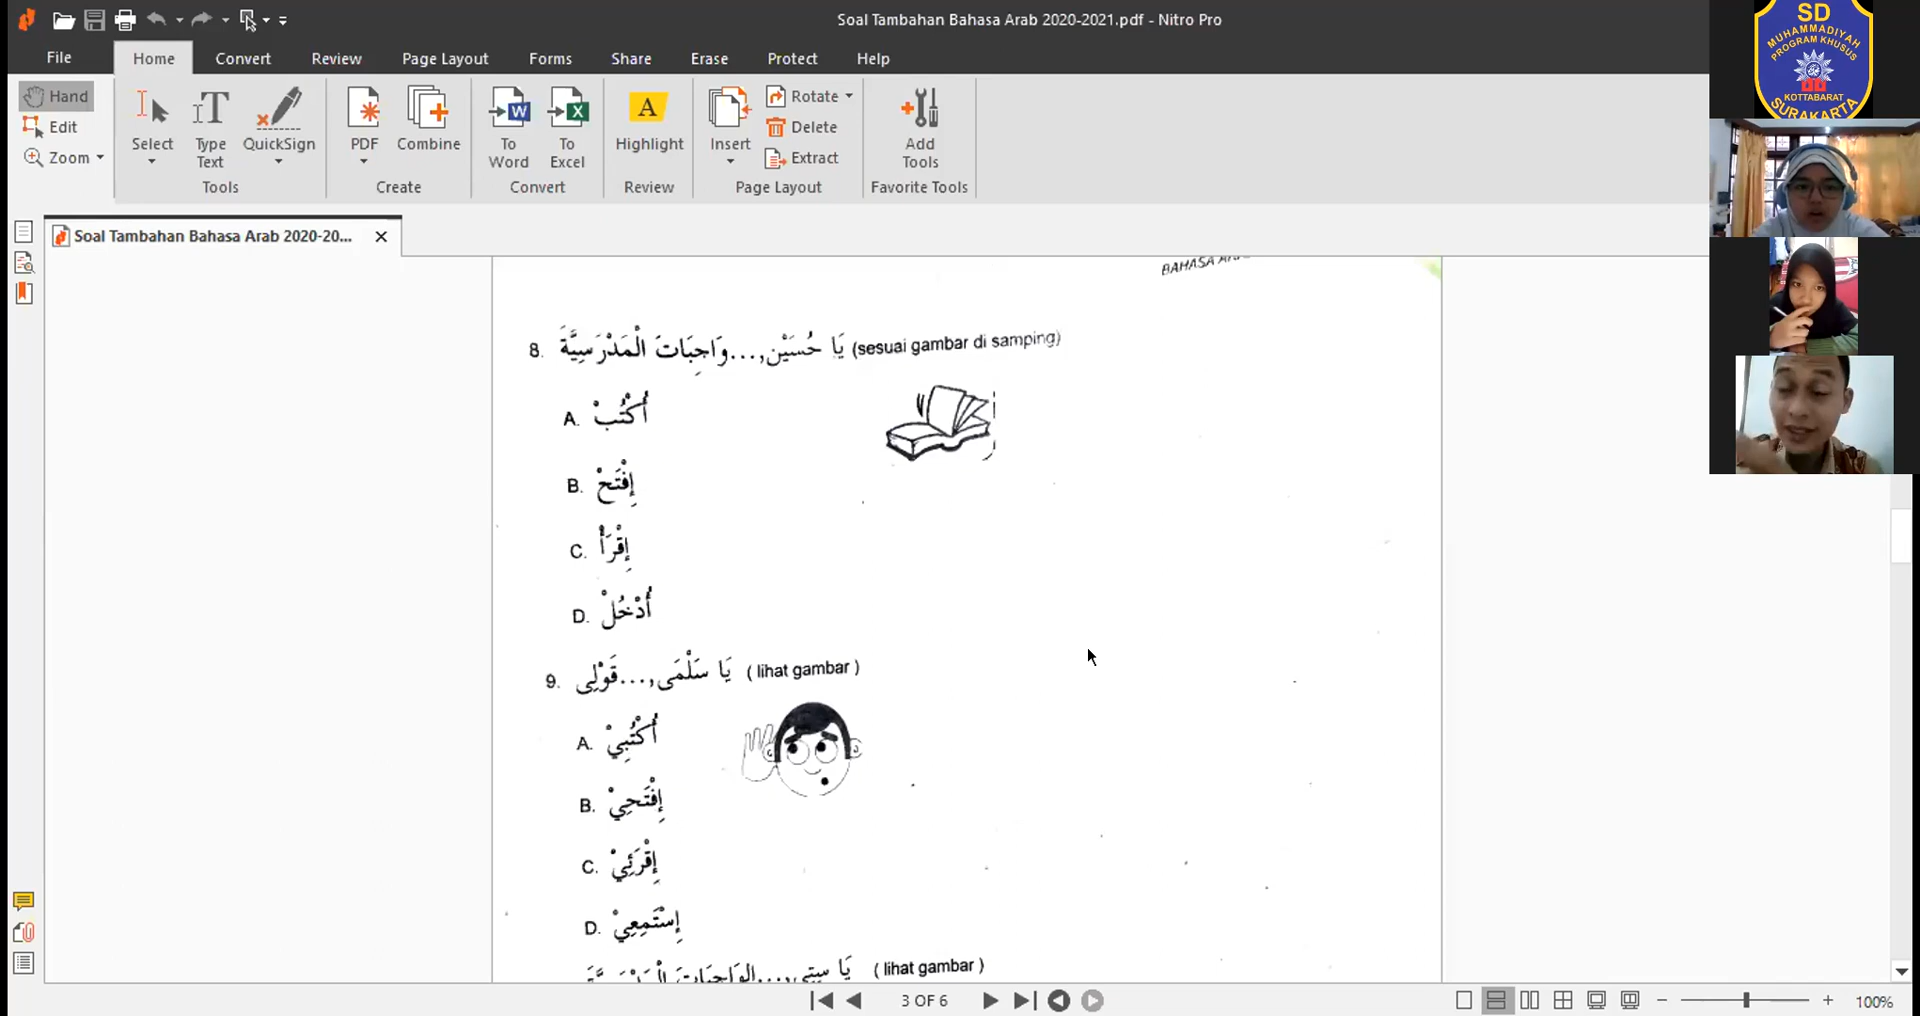 Soal Tambahan Bahasa Arab 2020-2021.pdf - Nitro Pro
File Home Convert Review Page Layout Forms Share Erase Protect Help
Hand
Edit
Zoom
Select
Type Text
QuickSign
Tools
PDF
Combine
Create
To Word
To Excel
Convert
Highlight
Review
Insert
Rotate
Delete
Extract
Page Layout
Add Tools
Favorite Tools
Soal Tambahan Bahasa Arab 2020-20...
BAHASA
8. يَا حُسَيْن,...وَاجِبَاتَ الْمَدْرَسِيَّةَ (sesuai gambar di samping)
A. أُكْتُبْ
B. إِفْتَحْ
C. إِقْرَأْ
D. أُدْخُلْ
9. يَا سَلْمَى,...قَوْلِى ( lihat gambar )
A. أُكْتُبِيْ
B. إِفْتَحِيْ
C. إِقْرَئِيْ
D. إِسْتَمِعِيْ
يَا سِتِى,...الوَاجِبَاتَ الْمَدْرَسِيَّةَ ( lihat gambar )
3 OF 6
100%
SD
MUHAMMADIYAH
PROGRAM KHUSUS
KOTTABARAT
SURAKARTA